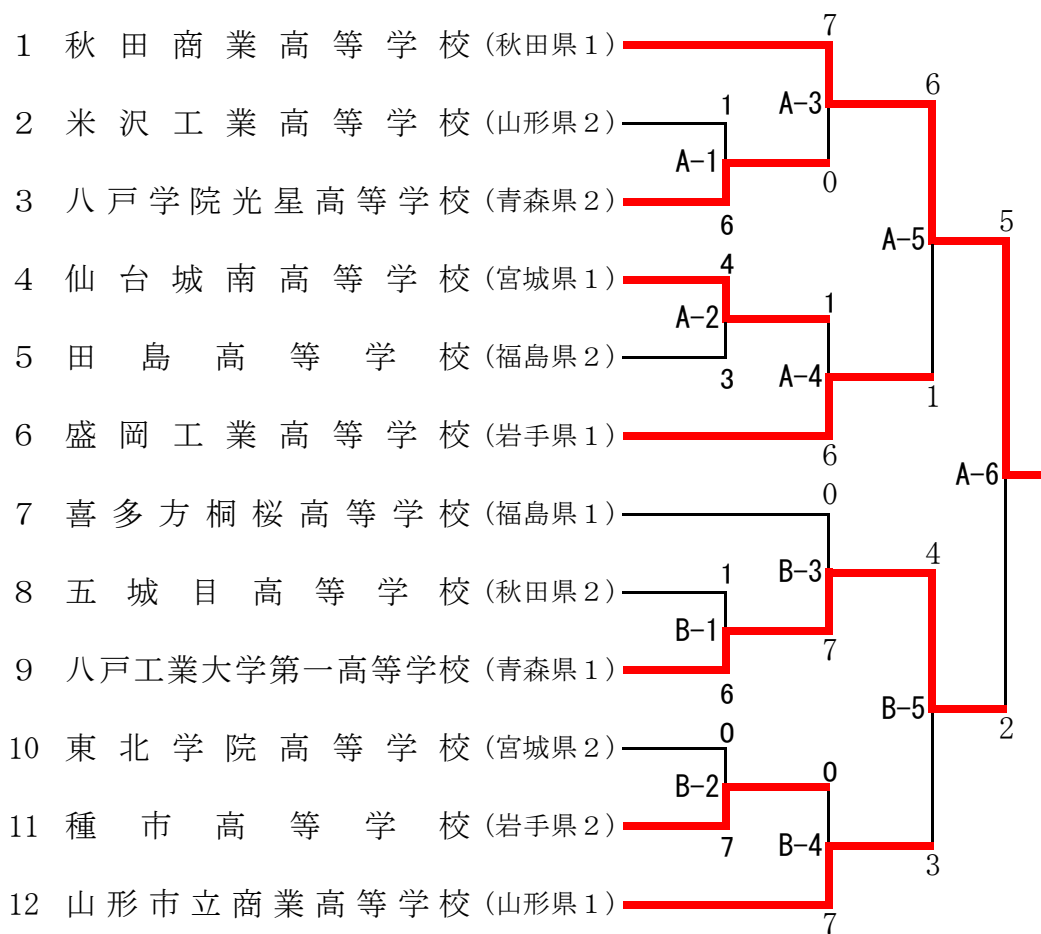 7
1 秋田商業高等学校 (秋田県1)
6
1 A-3
2 米沢工業高等学校 (山形県2)
A-1
0
3 八戸学院光星高等学校 (青森県2)
6
A-5 5
4
4 仙台城南高等学校 (宮城県1)
1
A-2
5 田島高等学校 (福島県2)
3 A-4
1
6 盛岡工業高等学校 (岩手県1)
6
A-6
0
7 喜多方桐桜高等学校 (福島県1)
4
1 B-3
8 五城目高等学校 (秋田県2)
B-1
7
9 八戸工業大学第一高等学校 (青森県1)
6
B-5
2
0
10 東北学院高等学校 (宮城県2)
0
B-2
11 種市高等学校 (岩手県2)
7 B-4
3
12 山形市立商業高等学校 (山形県1)
7